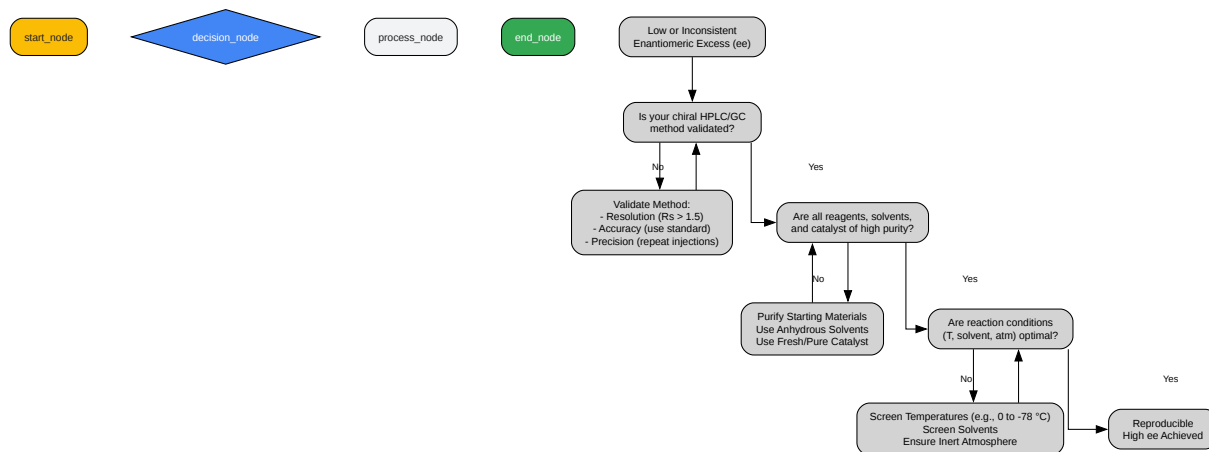 start_node
decision_node
process_node
end_node
Low or Inconsistent
Enantiomeric Excess (ee)
Is your chiral HPLC/GC
method validated?
No
Yes
Validate Method:
- Resolution (Rs > 1.5)
- Accuracy (use standard)
- Precision (repeat injections)
Are all reagents, solvents,
and catalyst of high purity?
No
Yes
Purify Starting Materials
Use Anhydrous Solvents
Use Fresh/Pure Catalyst
Are reaction conditions
(T, solvent, atm) optimal?
No
Yes
Screen Temperatures (e.g., 0 to -78 °C)
Screen Solvents
Ensure Inert Atmosphere
Reproducible
High ee Achieved